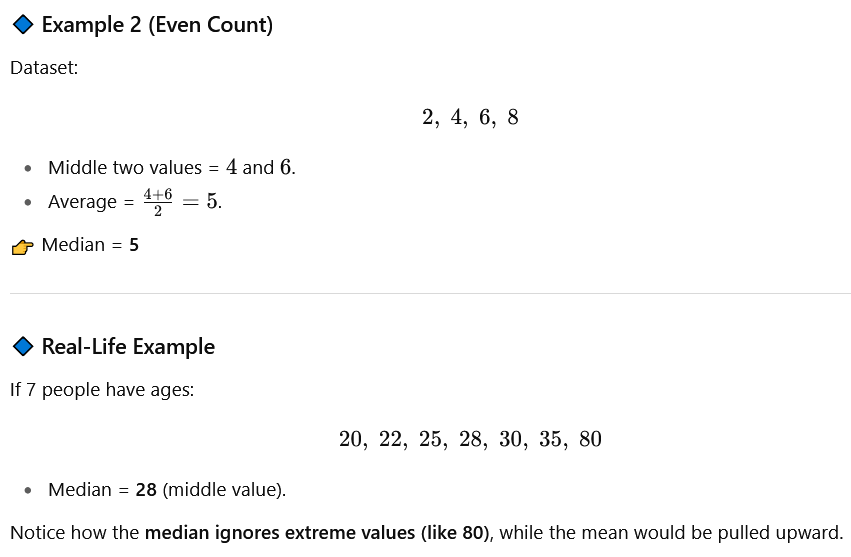 🔷 Example 2 (Even Count)
Dataset:
2, 4, 6, 8
• Middle two values = 4 and 6.
• Average = \frac{4+6}{2} = 5.
👉 Median = 5
🔷 Real-Life Example
If 7 people have ages:
20, 22, 25, 28, 30, 35, 80
• Median = 28 (middle value).
Notice how the median ignores extreme values (like 80), while the mean would be pulled upward.